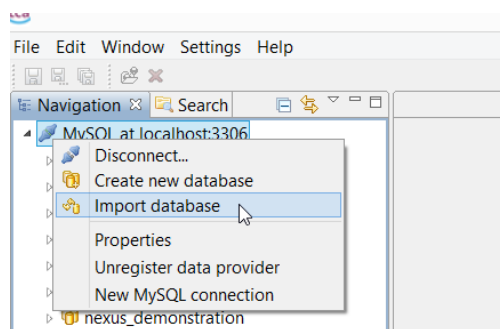 File Edit Window Settings Help
Navigation Search
MySQL at localhost:3306
Disconnect...
Create new database
Import database
Properties
Unregister data provider
New MySQL connection
nexus_demonstration